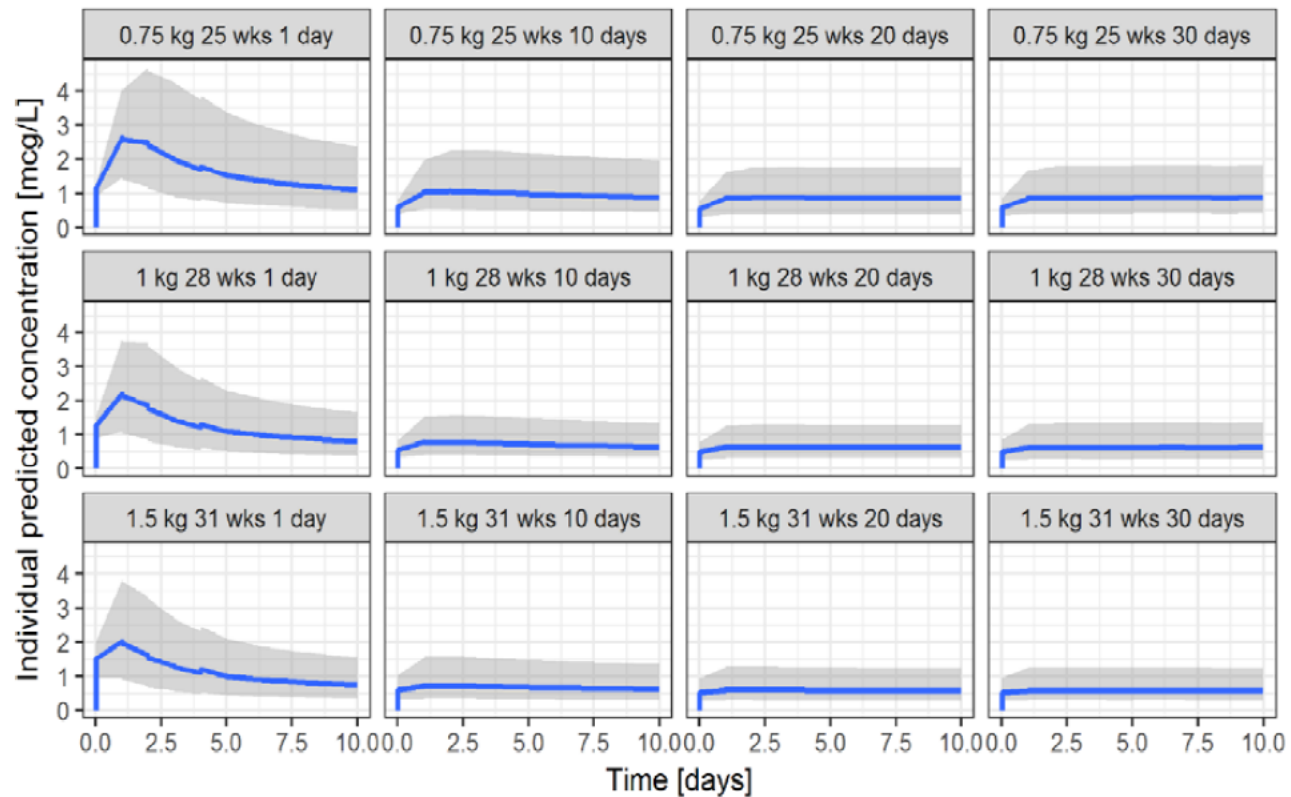 0.75 kg 25 wks 1 day
0.75 kg 25 wks 10 days
0.75 kg 25 wks 20 days
0.75 kg 25 wks 30 days
4
3
2
1
0
1 kg 28 wks 1 day
1 kg 28 wks 10 days
1 kg 28 wks 20 days
1 kg 28 wks 30 days
4
3
2
1
0
1.5 kg 31 wks 1 day
1.5 kg 31 wks 10 days
1.5 kg 31 wks 20 days
1.5 kg 31 wks 30 days
4
3
2
1
0
Individual predicted concentration [mcg/L]
0.0 2.5 5.0 7.5 10.0
0.0 2.5 5.0 7.5 10.0
0.0 2.5 5.0 7.5 10.0
0.0 2.5 5.0 7.5 10.0
Time [days]